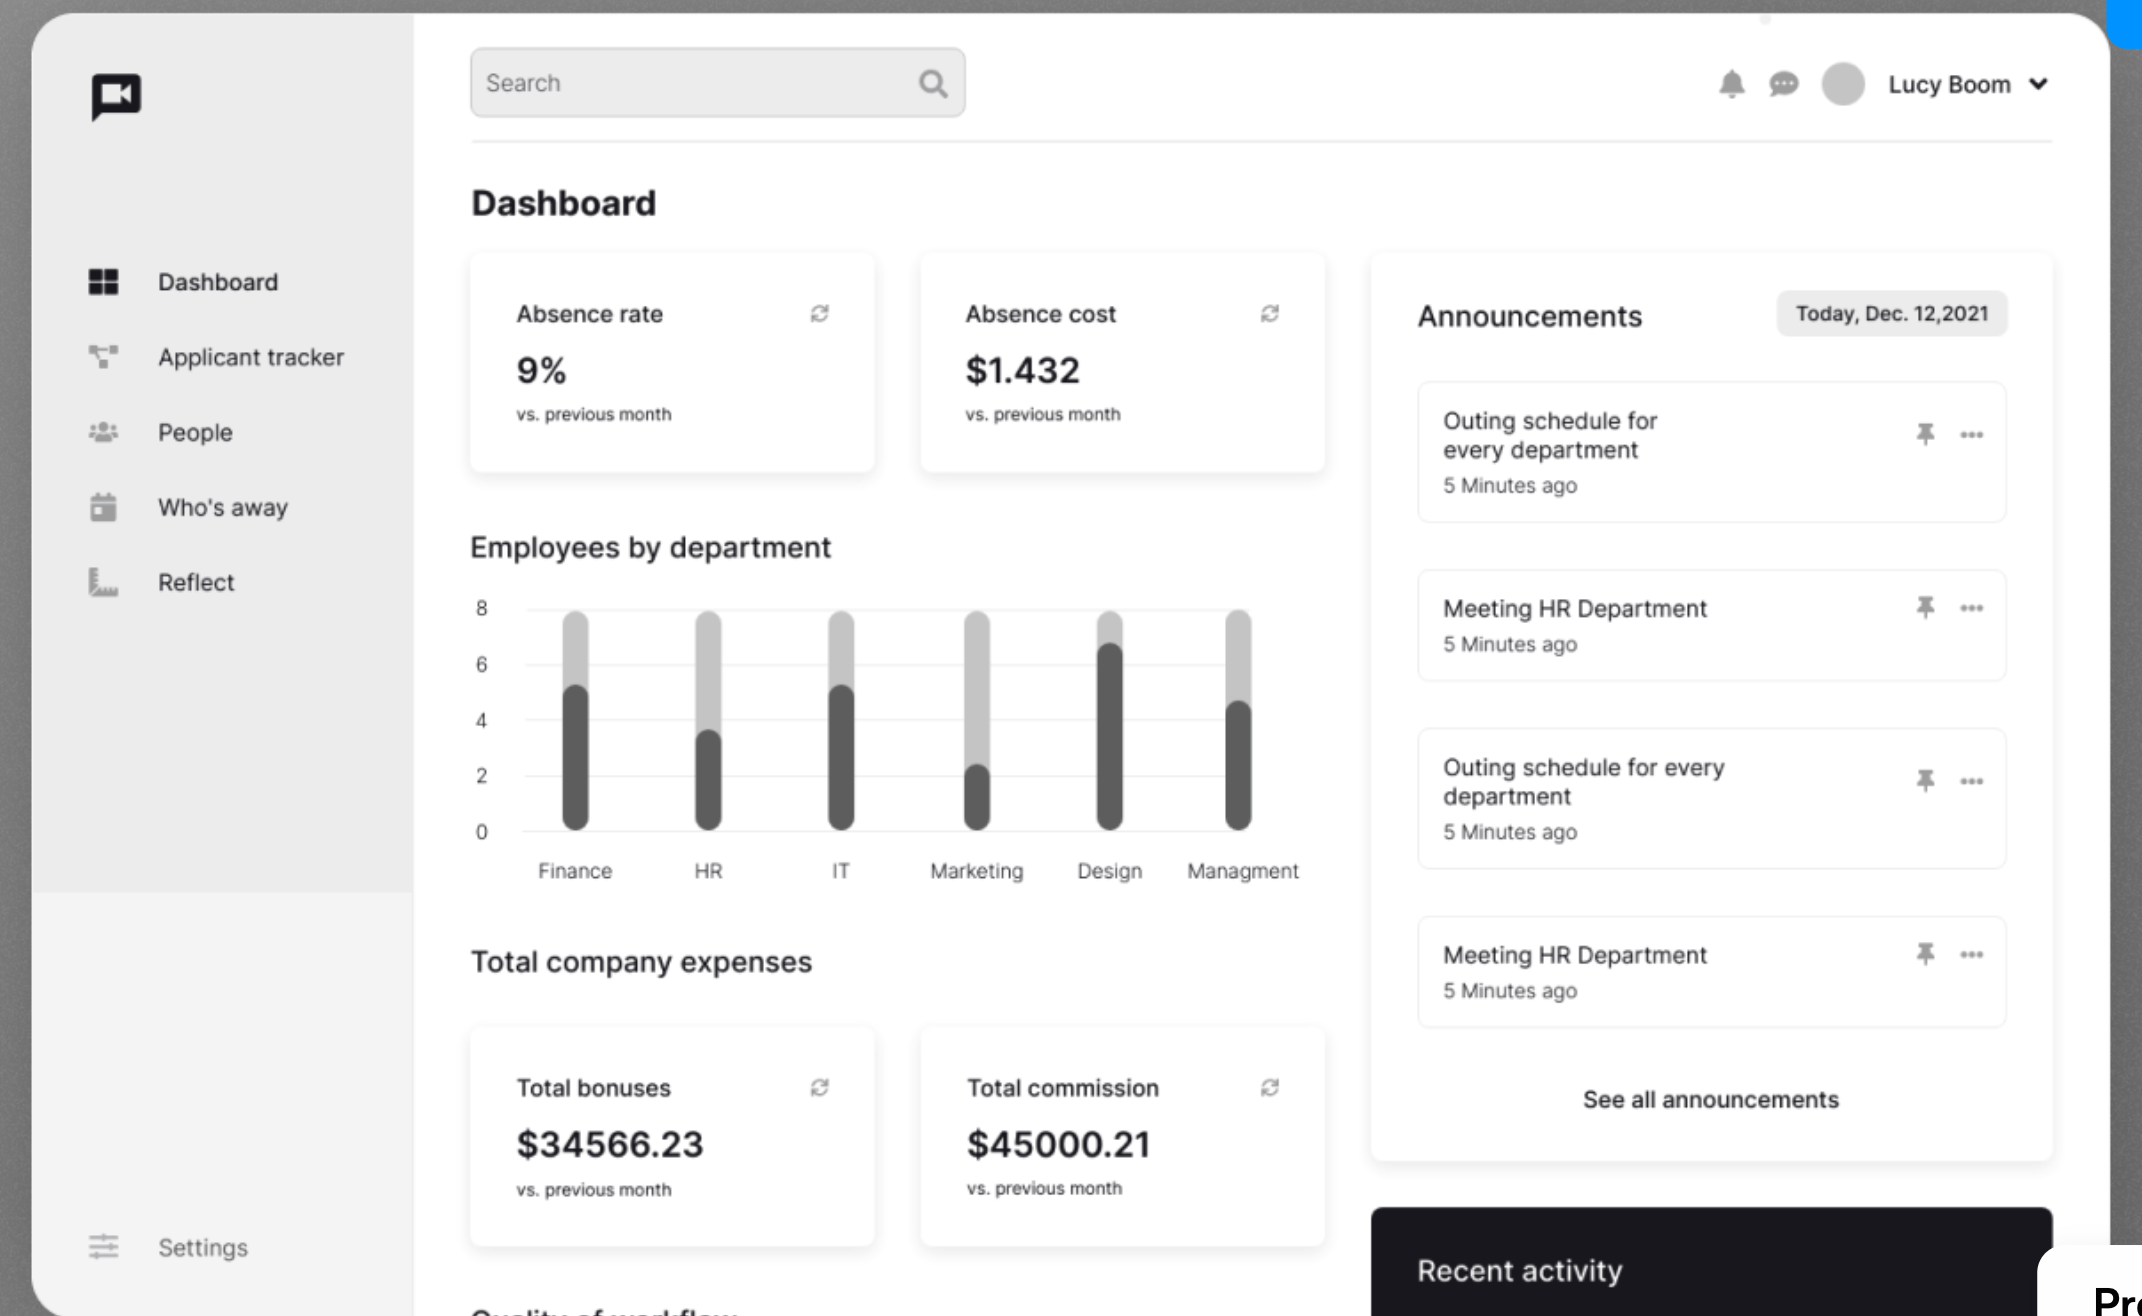 Search
Lucy Boom
Dashboard
Dashboard
Applicant tracker
People
Who's away
Reflect
Settings
Absence rate
9%
vs. previous month
Absence cost
$1.432
vs. previous month
Employees by department
8
6
4
2
0
Finance HR IT Marketing Design Managment
Total company expenses
Total bonuses
$34566.23
vs. previous month
Total commission
$45000.21
vs. previous month
Announcements
Today, Dec. 12,2021
Outing schedule for
every department
5 Minutes ago
Meeting HR Department
5 Minutes ago
Outing schedule for every
department
5 Minutes ago
Meeting HR Department
5 Minutes ago
See all announcements
Recent activity